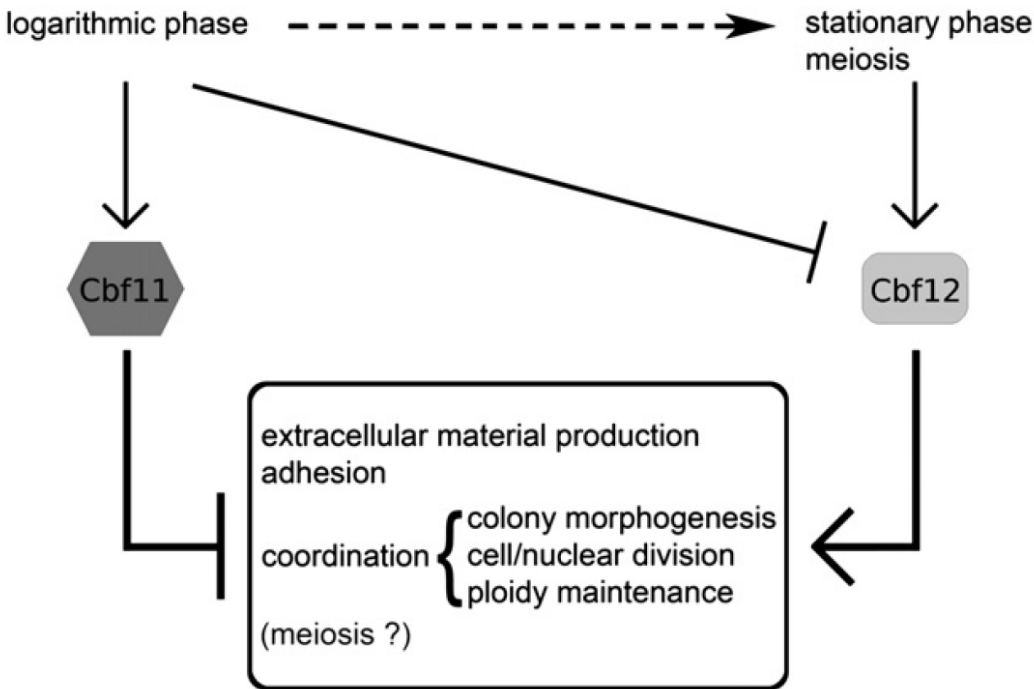 logarithmic phase
stationary phase
meiosis
Cbf11
Cbf12
extracellular material production
adhesion
coordination
colony morphogenesis
cell/nuclear division
ploidy maintenance
(meiosis ?)